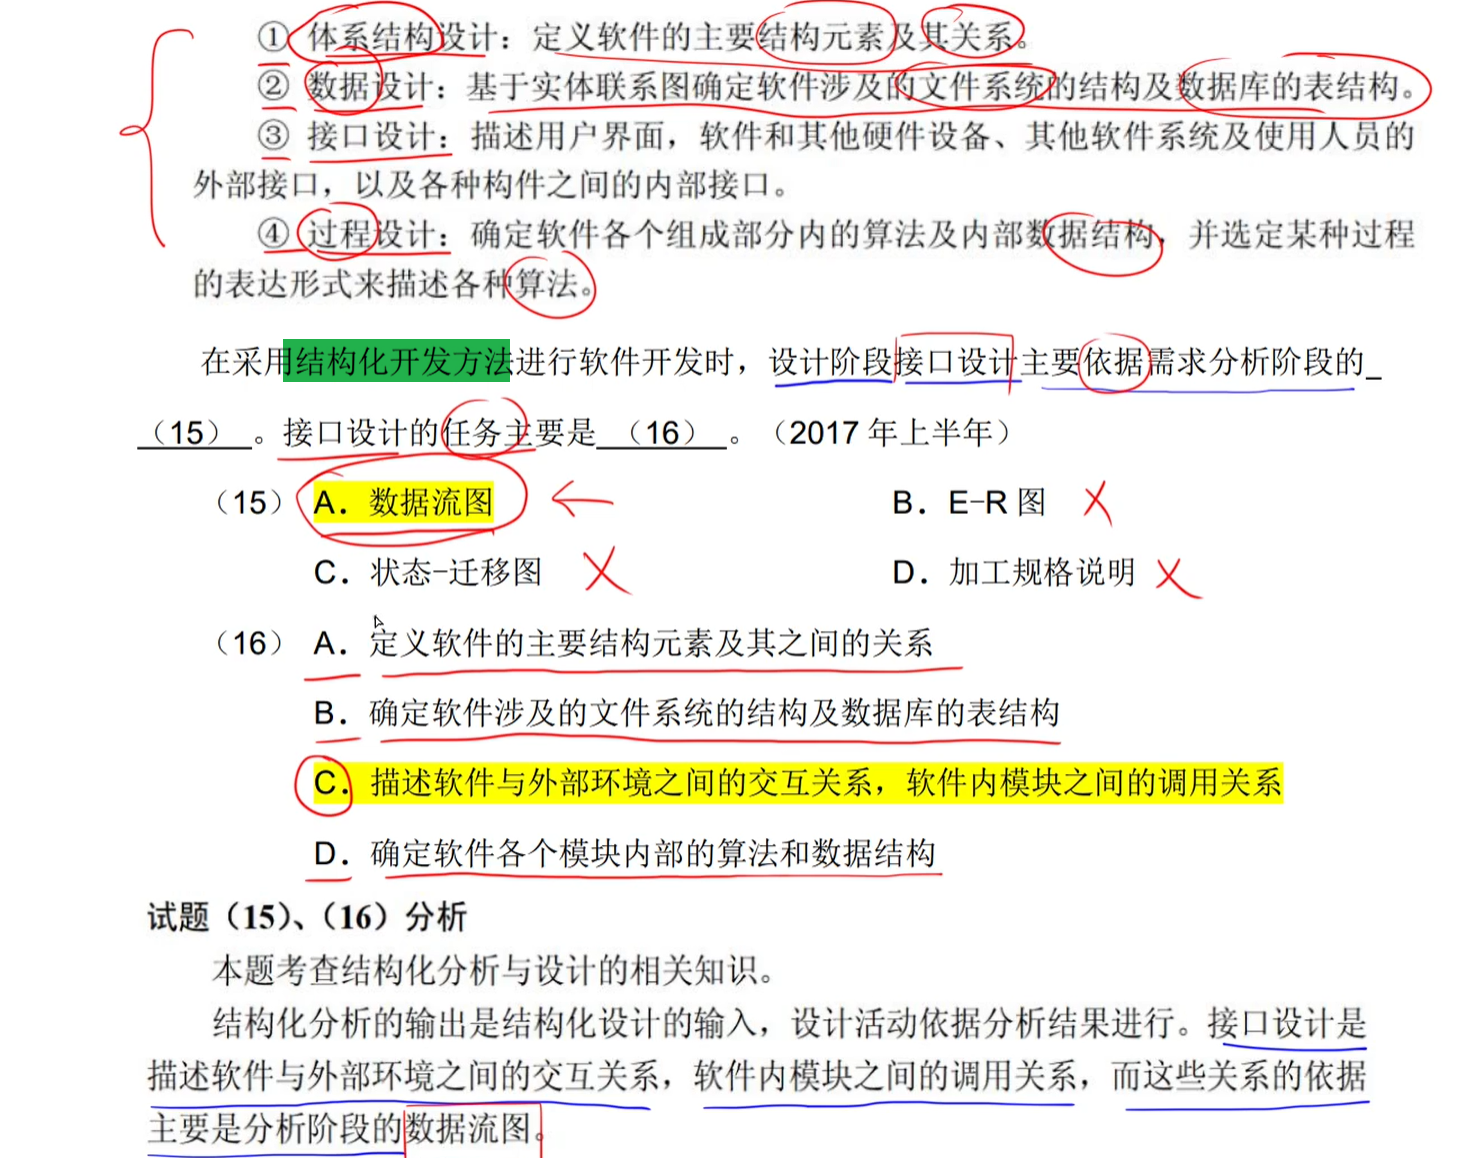 ① 体系结构设计：定义软件的主要结构元素及其关系。
② 数据设计：基于实体联系图确定软件涉及的文件系统的结构及数据库的表结构。
③ 接口设计：描述用户界面，软件和其他硬件设备、其他软件系统及使用人员的
外部接口，以及各种构件之间的内部接口。
④ 过程设计：确定软件各个组成部分内的算法及内部数据结构，并选定某种过程
的表达形式来描述各种算法。
在采用结构化开发方法进行软件开发时，设计阶段接口设计主要依据需求分析阶段的_
（15）。接口设计的任务主要是（16）。（2017 年上半年）
（15） A．数据流图 B．E-R 图
C．状态-迁移图 D．加工规格说明
（16） A．定义软件的主要结构元素及其之间的关系
B．确定软件涉及的文件系统的结构及数据库的表结构
C．描述软件与外部环境之间的交互关系，软件内模块之间的调用关系
D．确定软件各个模块内部的算法和数据结构
试题（15）、（16）分析
本题考查结构化分析与设计的相关知识。
结构化分析的输出是结构化设计的输入，设计活动依据分析结果进行。接口设计是
描述软件与外部环境之间的交互关系，软件内模块之间的调用关系，而这些关系的依据
主要是分析阶段的数据流图。